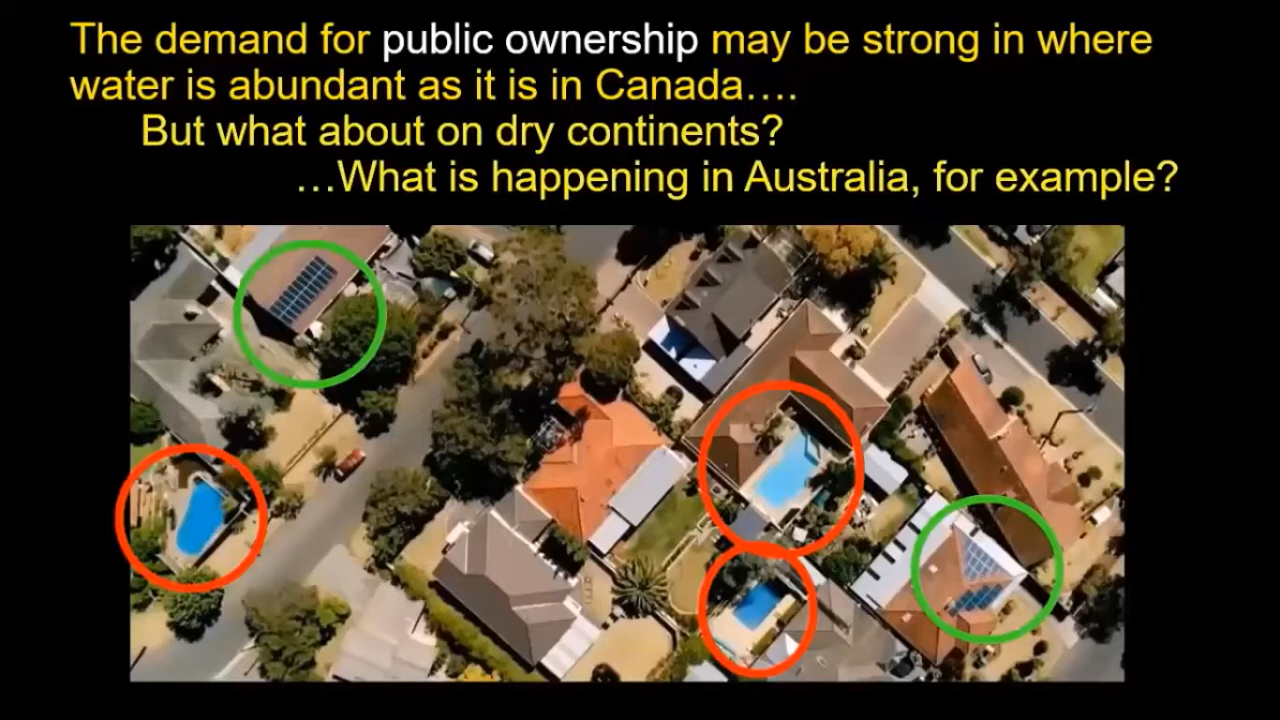 The demand for public ownership may be strong in where
water is abundant as it is in Canada….
But what about on dry continents?
…What is happening in Australia, for example?